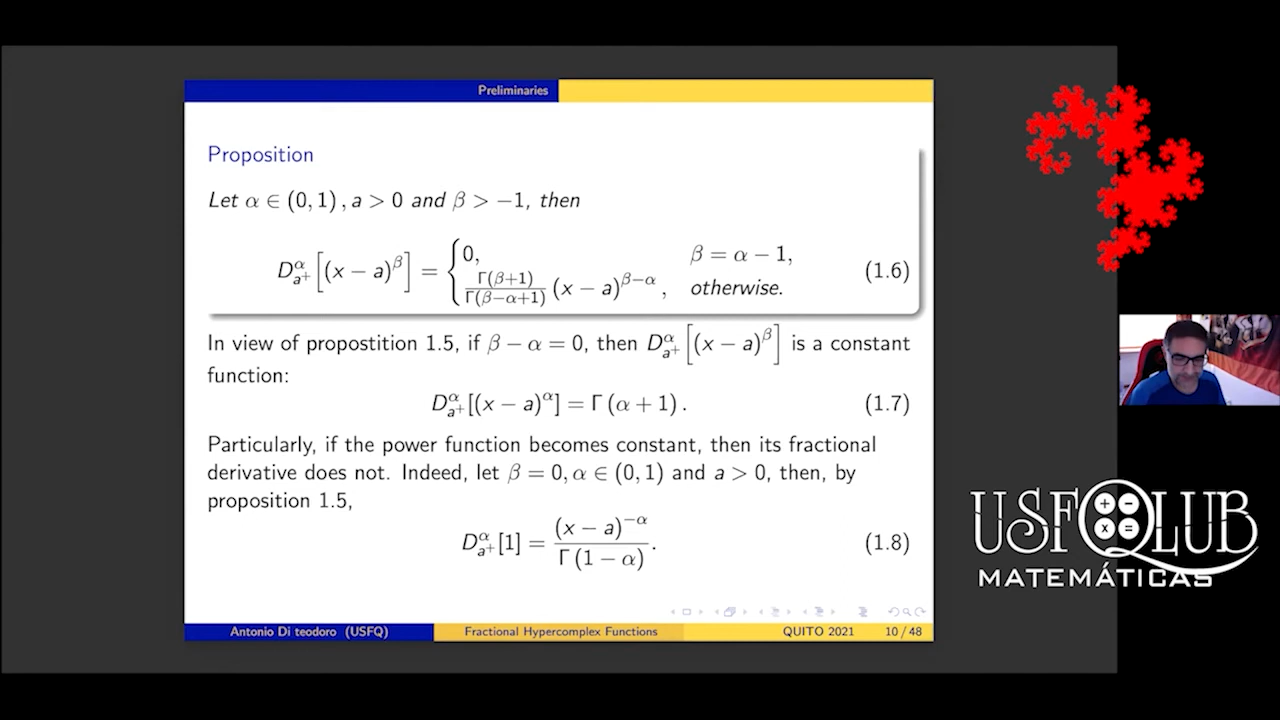 Preliminaries
Proposition
Let α ∈ (0, 1) , a > 0 and β > −1, then
D^α_{a^+} [(x − a)^β] = { 0, β = α − 1, Γ(β+1)/Γ(β−α+1) (x − a)^{β−α} , otherwise. (1.6)
In view of propostition 1.5, if β − α = 0, then D^α_{a^+} [(x − a)^β] is a constant
function:
D^α_{a^+} [(x − a)^α] = Γ (α + 1) . (1.7)
Particularly, if the power function becomes constant, then its fractional
derivative does not. Indeed, let β = 0, α ∈ (0, 1) and a > 0, then, by
proposition 1.5,
D^α_{a^+} [1] = (x − a)^{−α} / Γ (1 − α) . (1.8)
Antonio Di teodoro (USFQ) Fractional Hypercomplex Functions QUITO 2021 10 / 48
USFQLUB
+ − × =
MATEMÁTICAS